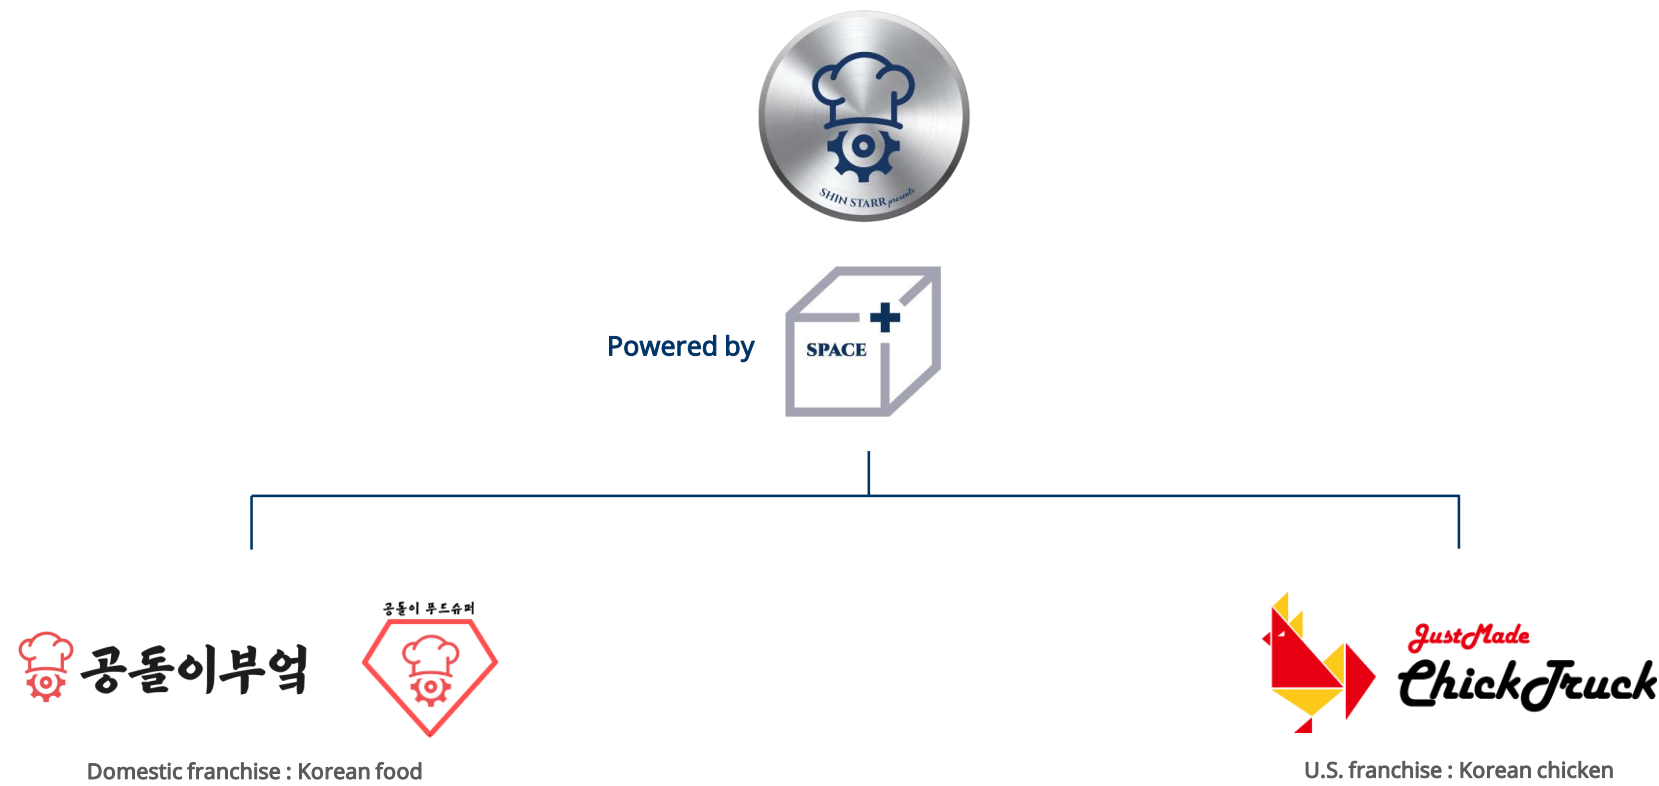 SHIN STARR presents
Powered by
SPACE
공돌이부엌
공돌이 푸드슈퍼
JustMade
ChickTruck
Domestic franchise : Korean food
U.S. franchise : Korean chicken